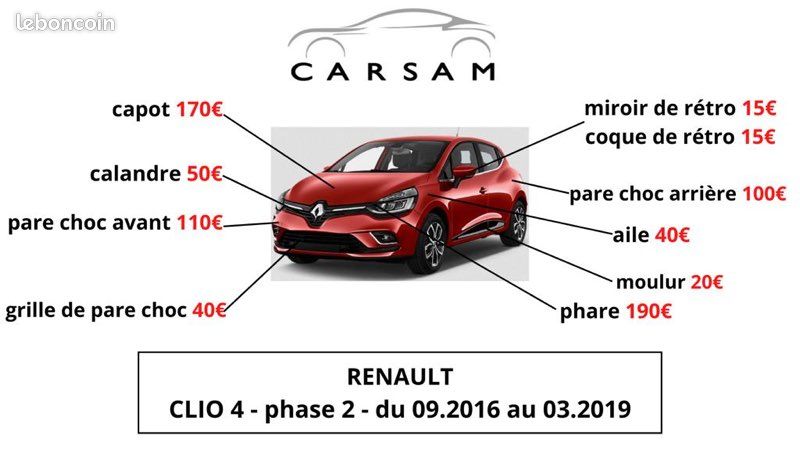 leboncoin
CARSAM
capot 170€
calandre 50€
pare choc avant 110€
grille de pare choc 40€
miroir de rétro 15€
coque de rétro 15€
pare choc arrière 100€
aile 40€
moulur 20€
phare 190€
RENAULT
CLIO 4 - phase 2 - du 09.2016 au 03.2019